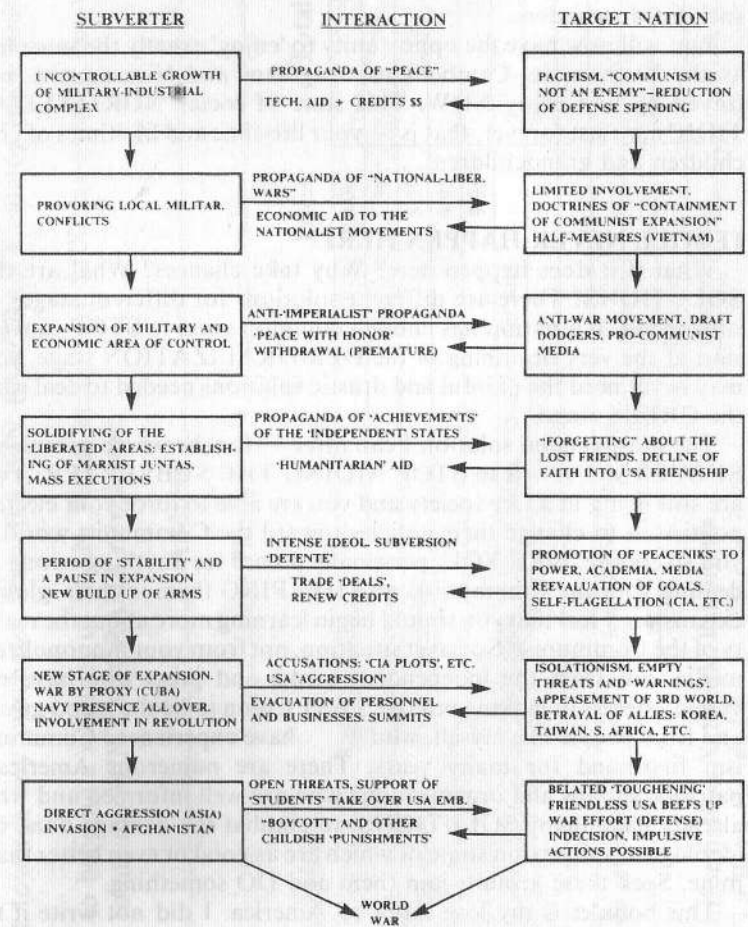 SUBVERTER INTERACTION TARGET NATION
UNCONTROLLABLE GROWTH
OF MILITARY-INDUSTRIAL
COMPLEX
PROPAGANDA OF “PEACE”
TECH. AID + CREDITS $$
PACIFISM, “COMMUNISM IS
NOT AN ENEMY”–REDUCTION
OF DEFENSE SPENDING
PROVOKING LOCAL MILITAR.
CONFLICTS
PROPAGANDA OF “NATIONAL-LIBER.
WARS”
ECONOMIC AID TO THE
NATIONALIST MOVEMENTS
LIMITED INVOLVEMENT,
DOCTRINES OF “CONTAINMENT
OF COMMUNIST EXPANSION”
HALF-MEASURES (VIETNAM)
EXPANSION OF MILITARY AND
ECONOMIC AREA OF CONTROL
ANTI-‘IMPERIALIST’ PROPAGANDA
‘PEACE WITH HONOR’
WITHDRAWAL (PREMATURE)
ANTI-WAR MOVEMENT, DRAFT
DODGERS, PRO-COMMUNIST
MEDIA
SOLIDIFYING OF THE
‘LIBERATED’ AREAS: ESTABLISH-
ING OF MARXIST JUNTAS,
MASS EXECUTIONS
PROPAGANDA OF ‘ACHIEVEMENTS’
OF THE ‘INDEPENDENT’ STATES
‘HUMANITARIAN’ AID
“FORGETTING” ABOUT THE
LOST FRIENDS. DECLINE OF
FAITH INTO USA FRIENDSHIP
PERIOD OF ‘STABILITY’ AND
A PAUSE IN EXPANSION
NEW BUILD UP OF ARMS
INTENSE IDEOL. SUBVERSION
‘DETENTE’
TRADE ‘DEALS’,
RENEW CREDITS
PROMOTION OF ‘PEACENIKS’ TO
POWER, ACADEMIA, MEDIA
REEVALUATION OF GOALS.
SELF-FLAGELLATION (CIA, ETC.)
NEW STAGE OF EXPANSION.
WAR BY PROXY (CUBA)
NAVY PRESENCE ALL OVER.
INVOLVEMENT IN REVOLUTION
ACCUSATIONS: ‘CIA PLOTS’, ETC.
USA ‘AGGRESSION’
EVACUATION OF PERSONNEL
AND BUSINESSES. SUMMITS
ISOLATIONISM. EMPTY
THREATS AND ‘WARNINGS’.
APPEASEMENT OF 3RD WORLD,
BETRAYAL OF ALLIES: KOREA,
TAIWAN, S. AFRICA, ETC.
DIRECT AGGRESSION (ASIA)
INVASION • AFGHANISTAN
OPEN THREATS, SUPPORT OF
‘STUDENTS’ TAKE OVER USA EMB.
“BOYCOTT” AND OTHER
CHILDISH ‘PUNISHMENTS’
BELATED ‘TOUGHENING’
FRIENDLESS USA BEEFS UP
WAR EFFORT (DEFENSE)
INDECISION, IMPULSIVE
ACTIONS POSSIBLE
WORLD
WAR